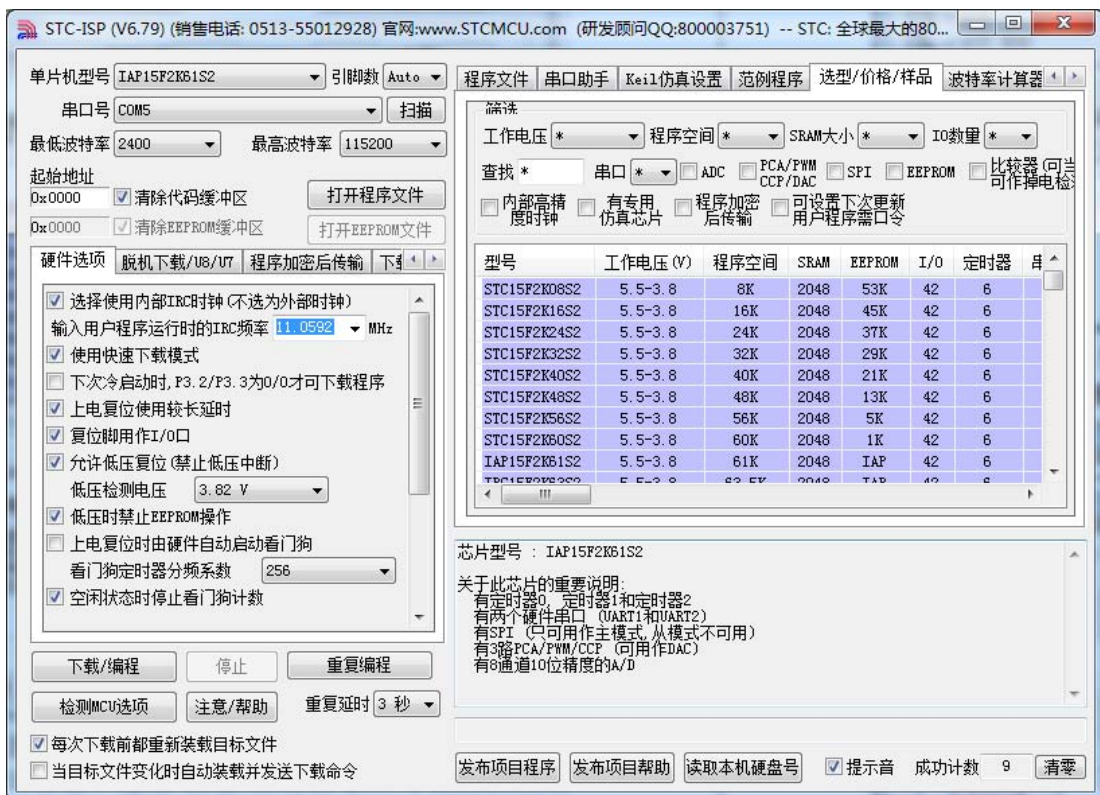 STC-ISP (V6.79) (销售电话: 0513-55012928) 官网:www.STCMCU.com (研发顾问QQ:800003751) -- STC: 全球最大的80...
单片机型号 IAP15F2K61S2 引脚数 Auto
串口号 COM5 扫描
最低波特率 2400 最高波特率 115200
起始地址
0x0000 清除代码缓冲区 打开程序文件
0x0000 清除EEPROM缓冲区 打开EEPROM文件
硬件选项 脱机下载/U8/U7 程序加密后传输
选择使用内部IRC时钟(不选为外部时钟)
输入用户程序运行时的IRC频率 11.0592 MHz
使用快速下载模式
下次冷启动时,P3.2/P3.3为0/0才可下载程序
上电复位使用较长延时
复位脚用作I/O口
允许低压复位(禁止低压中断)
低压检测电压 3.82 V
低压时禁止EEPROM操作
上电复位时由硬件自动启动看门狗
看门狗定时器分频系数 256
空闲状态时停止看门狗计数
下载/编程 停止 重复编程
检测MCU选项 注意/帮助 重复延时 3 秒
每次下载前都重新装载目标文件
当目标文件变化时自动装载并发送下载命令
程序文件 串口助手 Keil仿真设置 范例程序 选型/价格/样品 波特率计算器
筛选
工作电压 * 程序空间 * SRAM大小 * IO数量 *
查找 * 串口 * ADC PCA/PWM CCP/DAC SPI EEPROM 比较器(可当
可作掉电检
内部高精度时钟 有专用仿真芯片 程序加密后传输 可设置下次更新用户程序需口令
型号 工作电压(V) 程序空间 SRAM EEPROM I/O 定时器
STC15F2K08S2 5.5-3.8 8K 2048 53K 42 6
STC15F2K16S2 5.5-3.8 16K 2048 45K 42 6
STC15F2K24S2 5.5-3.8 24K 2048 37K 42 6
STC15F2K32S2 5.5-3.8 32K 2048 29K 42 6
STC15F2K40S2 5.5-3.8 40K 2048 21K 42 6
STC15F2K48S2 5.5-3.8 48K 2048 13K 42 6
STC15F2K56S2 5.5-3.8 56K 2048 5K 42 6
STC15F2K60S2 5.5-3.8 60K 2048 1K 42 6
IAP15F2K61S2 5.5-3.8 61K 2048 IAP 42 6
芯片型号 : IAP15F2K61S2
关于此芯片的重要说明:
有定时器0, 定时器1和定时器2
有两个硬件串口 (UART1和UART2)
有SPI (只可用作主模式,从模式不可用)
有3路PCA/PWM/CCP (可用作DAC)
有8通道10位精度的A/D
发布项目程序 发布项目帮助 读取本机硬盘号 提示音 成功计数 9 清零